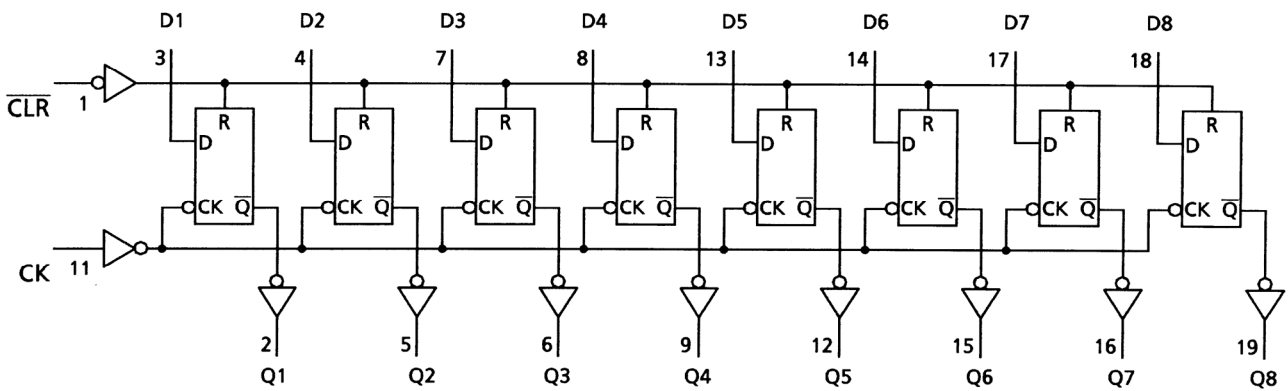 D1 D2 D3 D4 D5 D6 D7 D8
3 4 7 8 13 14 17 18
C̅L̅R̅ 1
R R R R R R R R
D D D D D D D D
CK Q̅ CK Q̅ CK Q̅ CK Q̅ CK Q̅ CK Q̅ CK Q̅ CK Q̅
CK 11
2 5 6 9 12 15 16 19
Q1 Q2 Q3 Q4 Q5 Q6 Q7 Q8